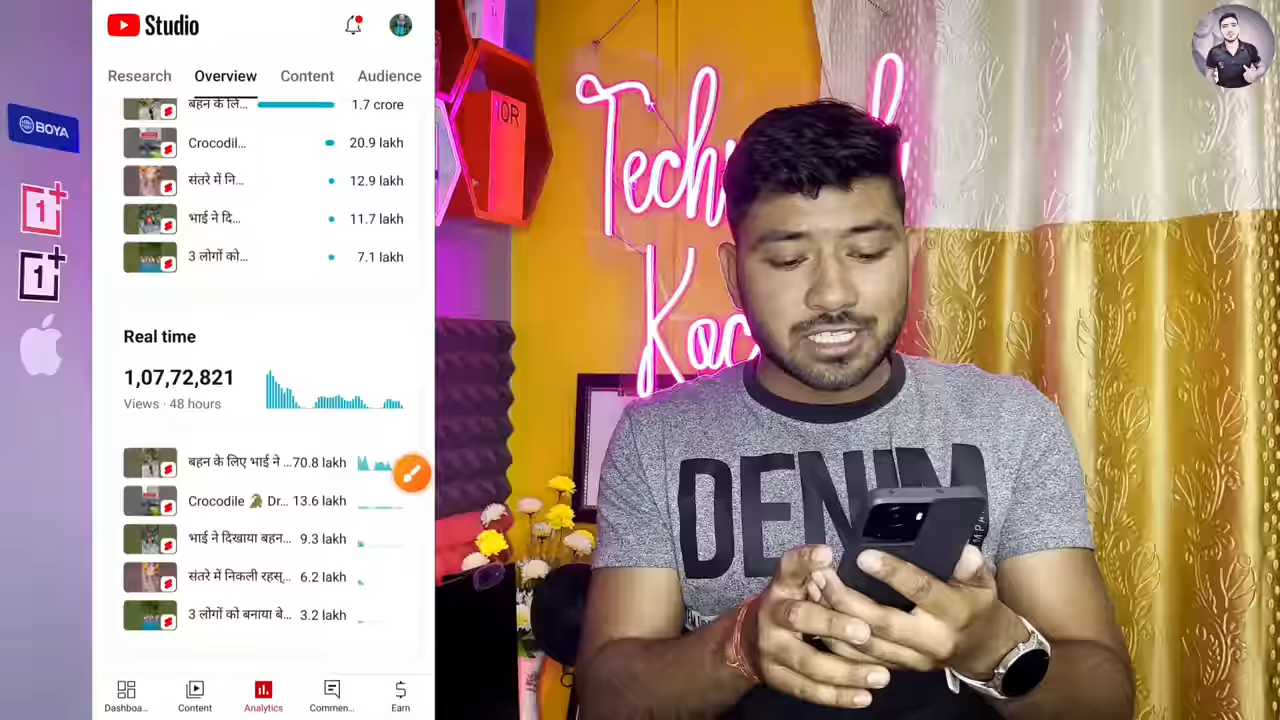 Studio
Research Overview Content Audience
बहन के लि... 1.7 crore
Crocodil... 20.9 lakh
संतरे में नि... 12.9 lakh
भाई ने दि... 11.7 lakh
3 लोगों को... 7.1 lakh
Real time
1,07,72,821
Views · 48 hours
बहन के लिए भाई ने ... 70.8 lakh
Crocodile 🐊 Dr... 13.6 lakh
भाई ने दिखाया बहन... 9.3 lakh
संतरे में निकली रहस्... 6.2 lakh
3 लोगों को बनाया बे... 3.2 lakh
Dashboa... Content Analytics Commen... Earn
BOYA
1+
1+
OR
DENIM